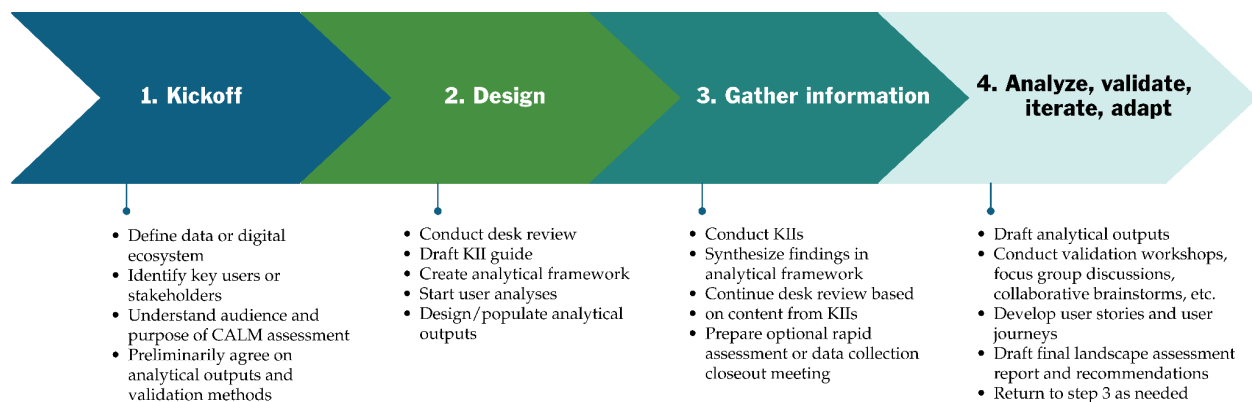 1. Kickoff
2. Design
3. Gather information
4. Analyze, validate,
iterate, adapt
• Define data or digital
ecosystem
• Identify key users or
stakeholders
• Understand audience and
purpose of CALM assessment
• Preliminarily agree on
analytical outputs and
validation methods
• Conduct desk review
• Draft KII guide
• Create analytical framework
• Start user analyses
• Design/populate analytical
outputs
• Conduct KIIs
• Synthesize findings in
analytical framework
• Continue desk review based
• on content from KIIs
• Prepare optional rapid
assessment or data collection
closeout meeting
• Draft analytical outputs
• Conduct validation workshops,
focus group discussions,
collaborative brainstorms, etc.
• Develop user stories and user
journeys
• Draft final landscape assessment
report and recommendations
• Return to step 3 as needed